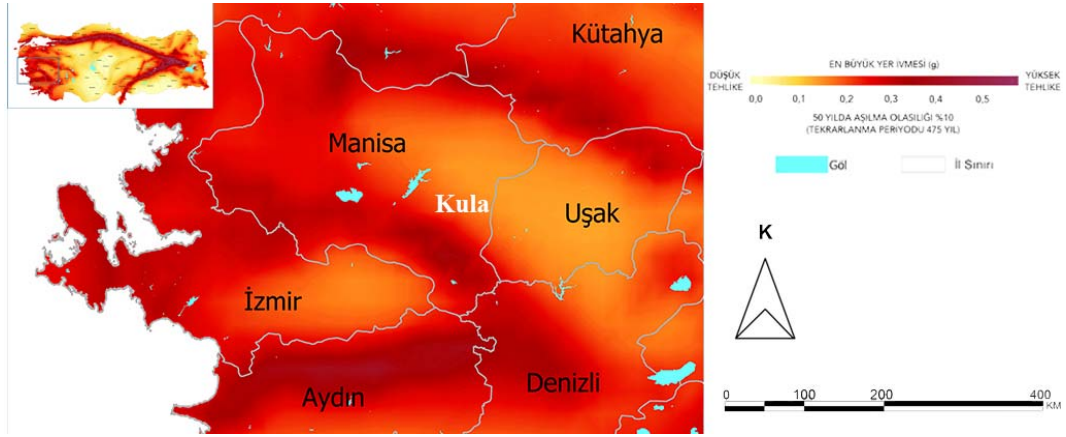 Kütahya
Manisa
Kula
Uşak
İzmir
Aydın
Denizli
EN BÜYÜK YER İVMESİ (g)
DÜŞÜK
TEHLİKE
YÜKSEK
TEHLİKE
0,0 0,1 0,2 0,3 0,4 0,5
50 YILDA AŞILMA OLASILIĞI %10
(TEKRARLANMA PERİYODU 475 YIL)
Göl
İl Sınırı
K
0 100 200 400
KM